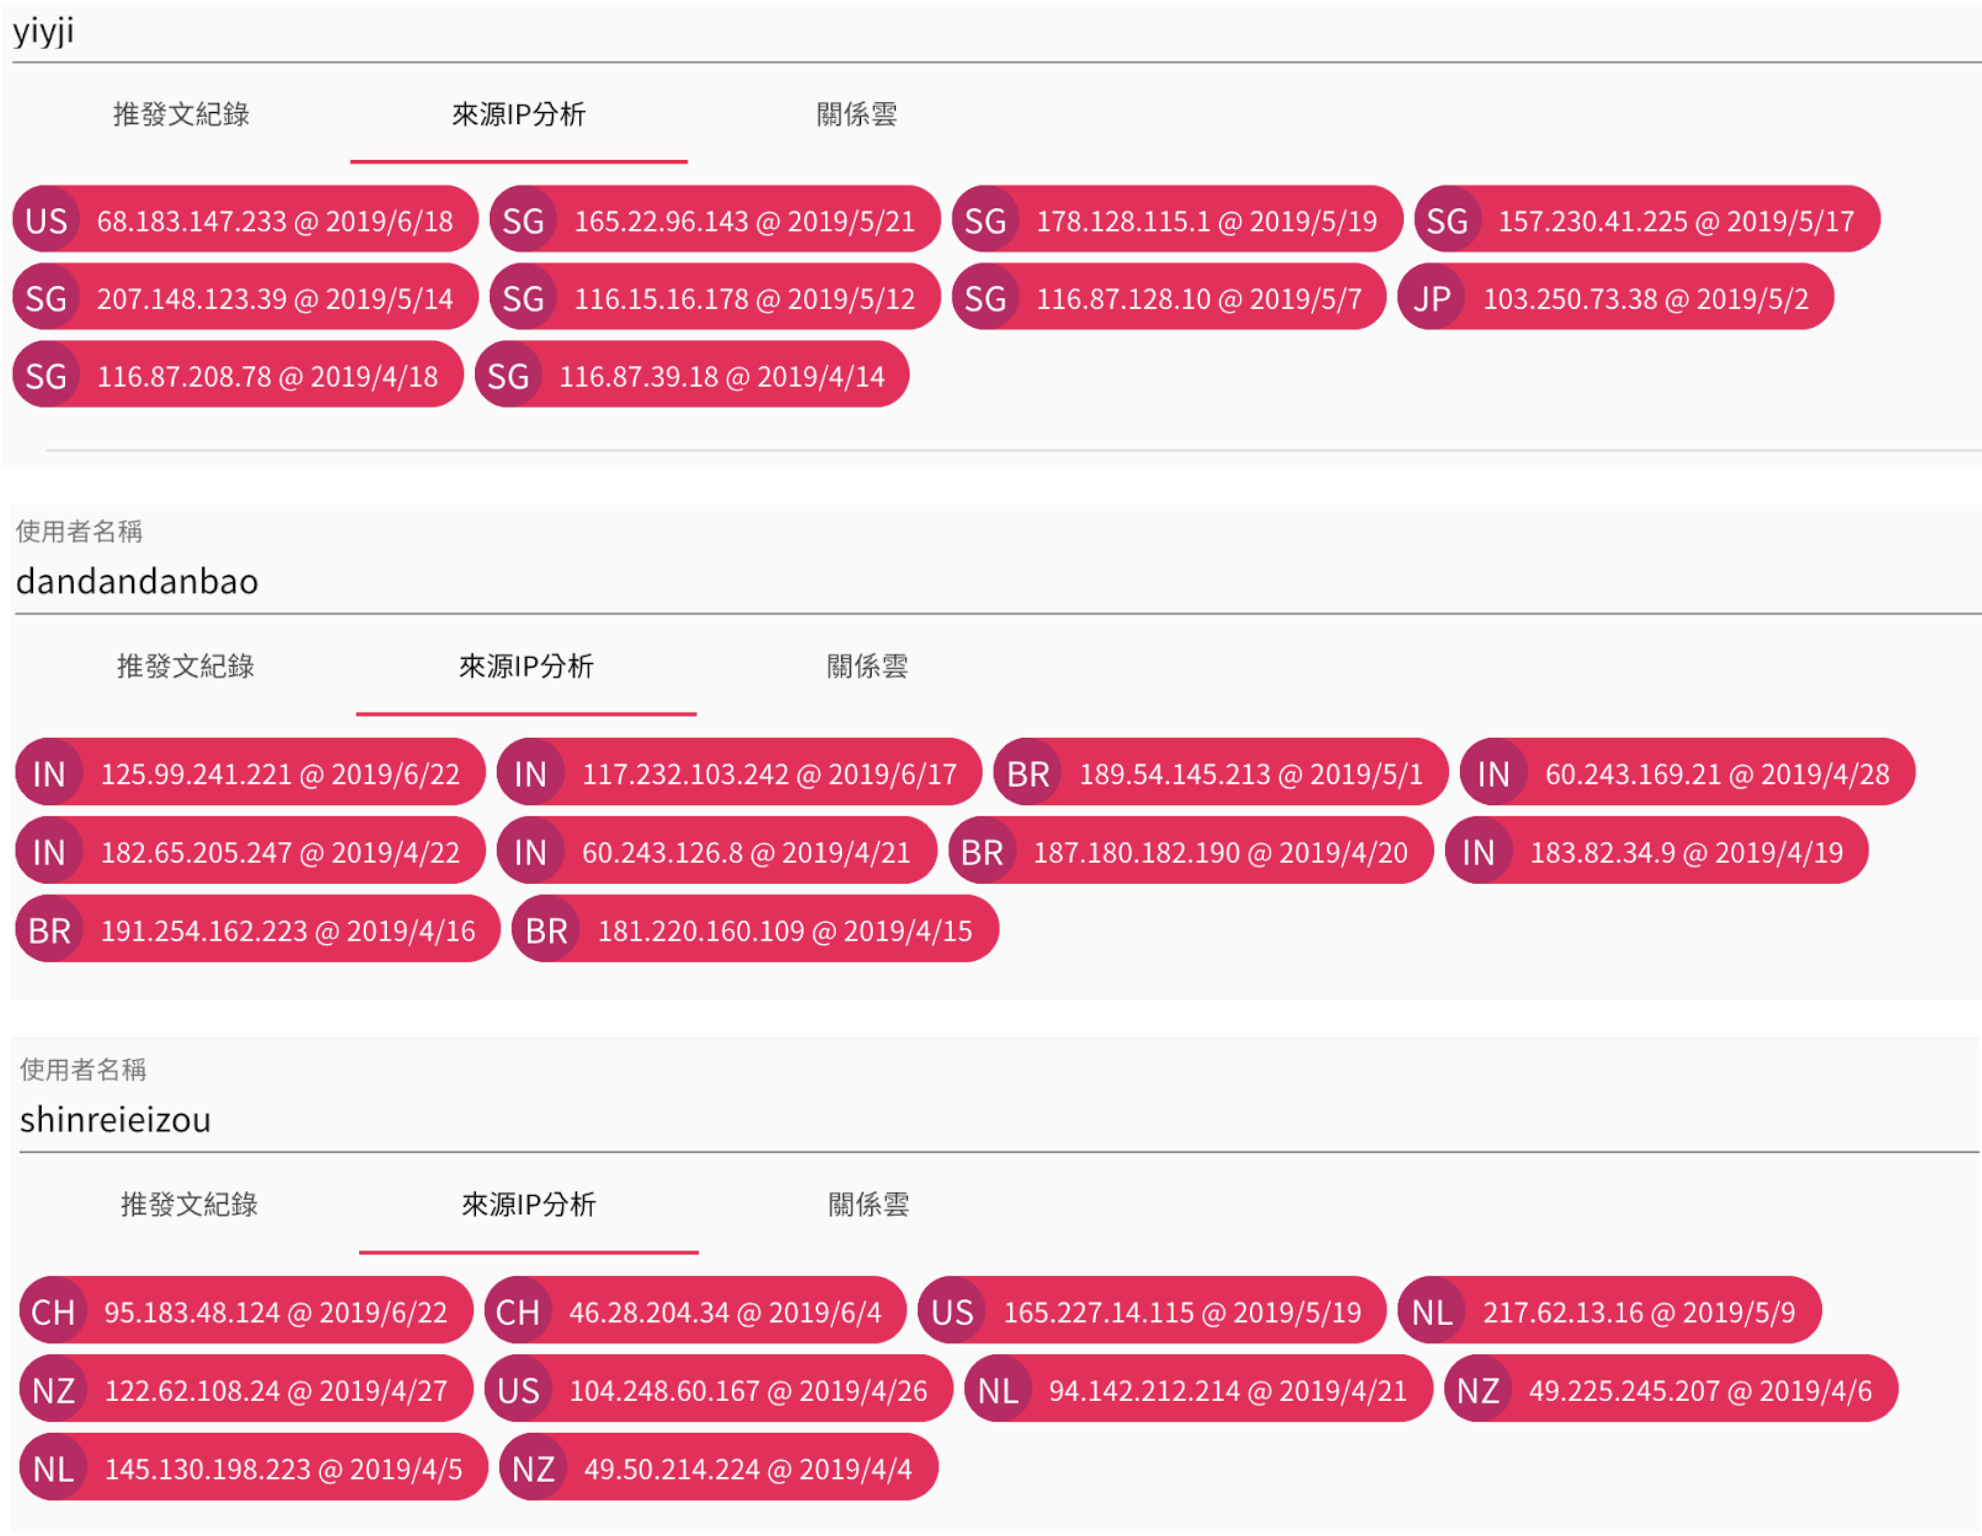 yiyji
推發文紀錄 來源IP分析 關係雲
US 68.183.147.233 @ 2019/6/18 SG 165.22.96.143 @ 2019/5/21 SG 178.128.115.1 @ 2019/5/19 SG 157.230.41.225 @ 2019/5/17
SG 207.148.123.39 @ 2019/5/14 SG 116.15.16.178 @ 2019/5/12 SG 116.87.128.10 @ 2019/5/7 JP 103.250.73.38 @ 2019/5/2
SG 116.87.208.78 @ 2019/4/18 SG 116.87.39.18 @ 2019/4/14
使用者名稱
dandandanbao
推發文紀錄 來源IP分析 關係雲
IN 125.99.241.221 @ 2019/6/22 IN 117.232.103.242 @ 2019/6/17 BR 189.54.145.213 @ 2019/5/1 IN 60.243.169.21 @ 2019/4/28
IN 182.65.205.247 @ 2019/4/22 IN 60.243.126.8 @ 2019/4/21 BR 187.180.182.190 @ 2019/4/20 IN 183.82.34.9 @ 2019/4/19
BR 191.254.162.223 @ 2019/4/16 BR 181.220.160.109 @ 2019/4/15
使用者名稱
shinreieizou
推發文紀錄 來源IP分析 關係雲
CH 95.183.48.124 @ 2019/6/22 CH 46.28.204.34 @ 2019/6/4 US 165.227.14.115 @ 2019/5/19 NL 217.62.13.16 @ 2019/5/9
NZ 122.62.108.24 @ 2019/4/27 US 104.248.60.167 @ 2019/4/26 NL 94.142.212.214 @ 2019/4/21 NZ 49.225.245.207 @ 2019/4/6
NL 145.130.198.223 @ 2019/4/5 NZ 49.50.214.224 @ 2019/4/4